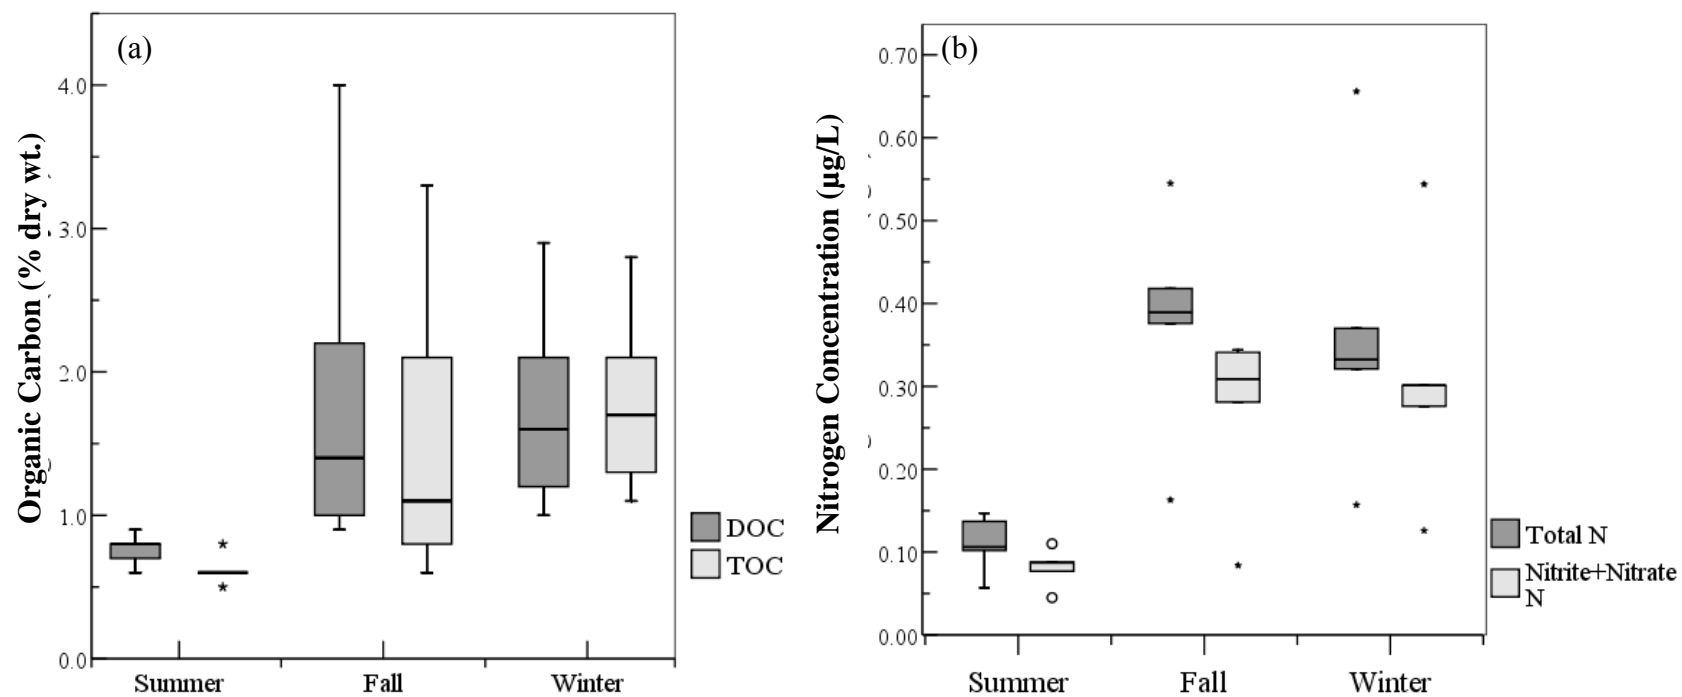 (a)
Organic Carbon (% dry wt.)
4.0
3.0
2.0
1.0
0.0
Summer
Fall
Winter
DOC
TOC
(b)
Nitrogen Concentration (µg/L)
0.70
0.60
0.50
0.40
0.30
0.20
0.10
0.00
Summer
Fall
Winter
Total N
Nitrite+Nitrate
N